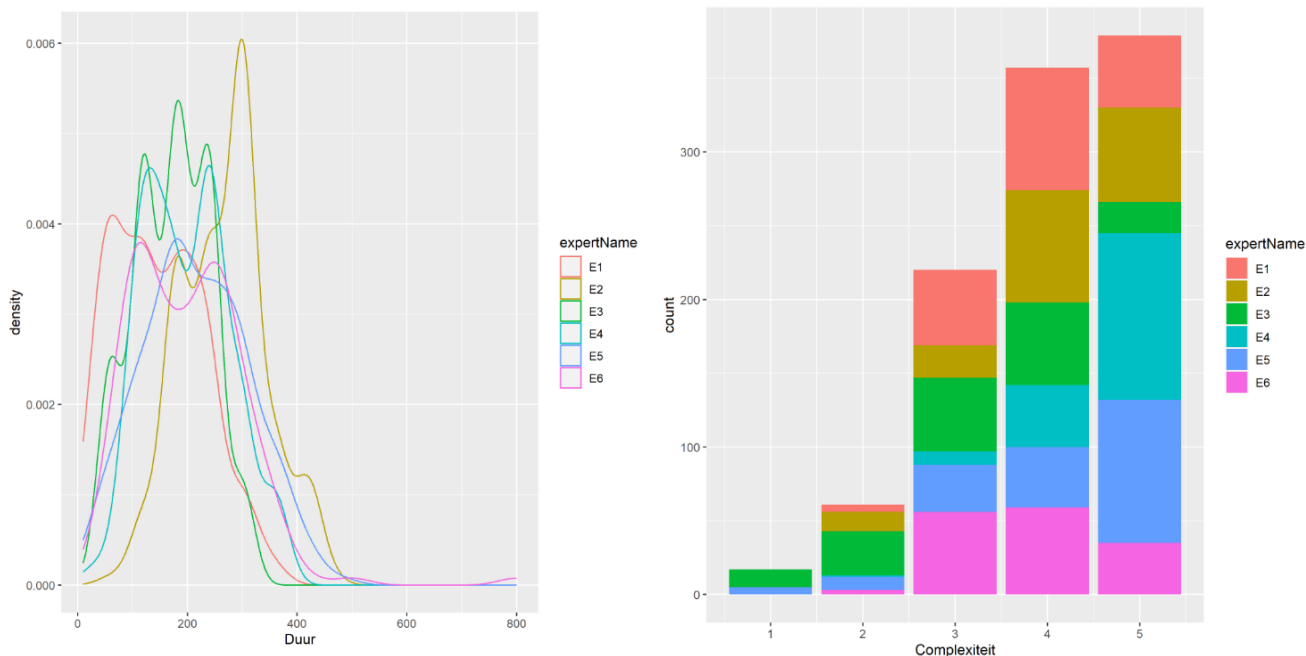 density
0.006
0.004
0.002
0.000
0
200
400
600
800
Duur
expertName
E1
E2
E3
E4
E5
E6
count
300
200
100
0
1
2
3
4
5
Complexiteit
expertName
E1
E2
E3
E4
E5
E6